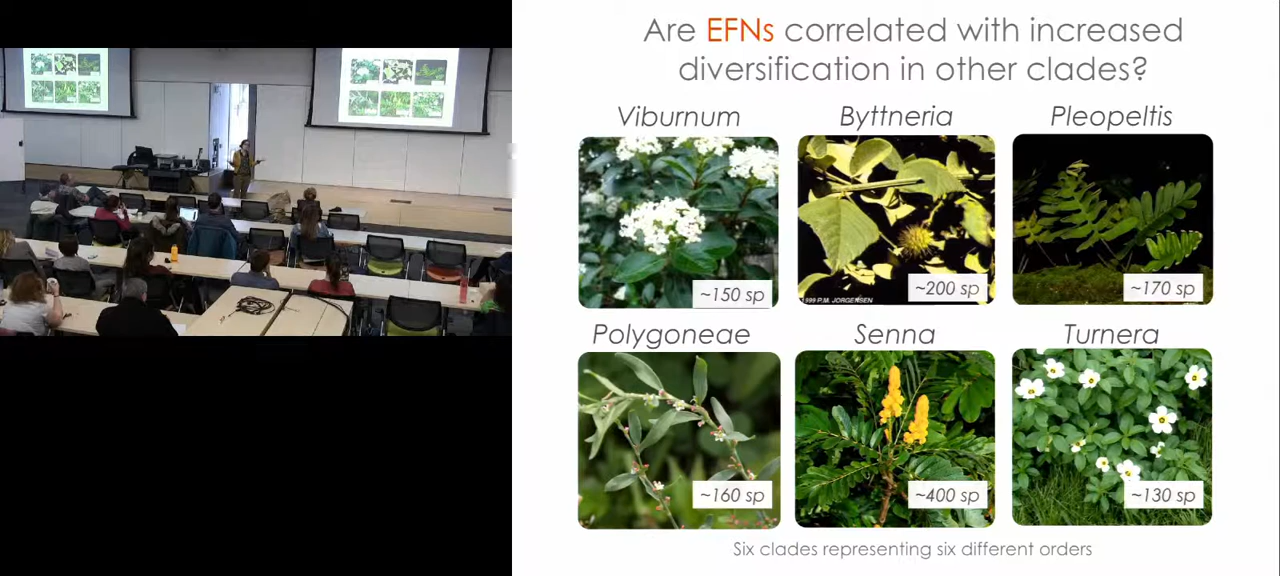 Are EFNs correlated with increased
diversification in other clades?
Viburnum
Byttneria
Pleopeltis
~150 sp
~200 sp
~170 sp
1999 P.M. JORGENSEN
Polygoneae
Senna
Turnera
~160 sp
~400 sp
~130 sp
Six clades representing six different orders